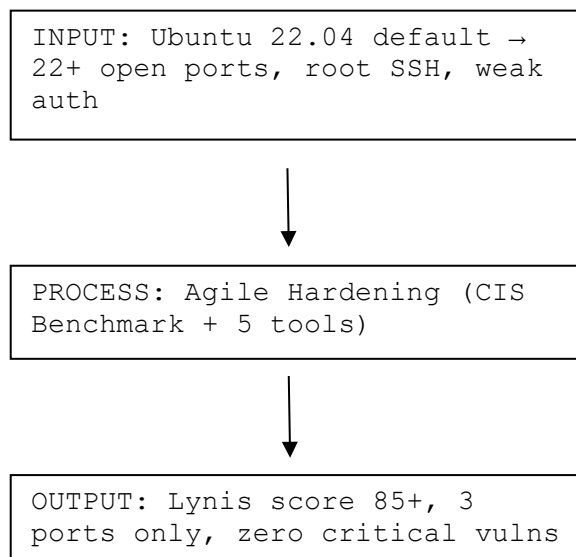 INPUT: Ubuntu 22.04 default →
22+ open ports, root SSH, weak
auth
PROCESS: Agile Hardening (CIS
Benchmark + 5 tools)
OUTPUT: Lynis score 85+, 3
ports only, zero critical vulns